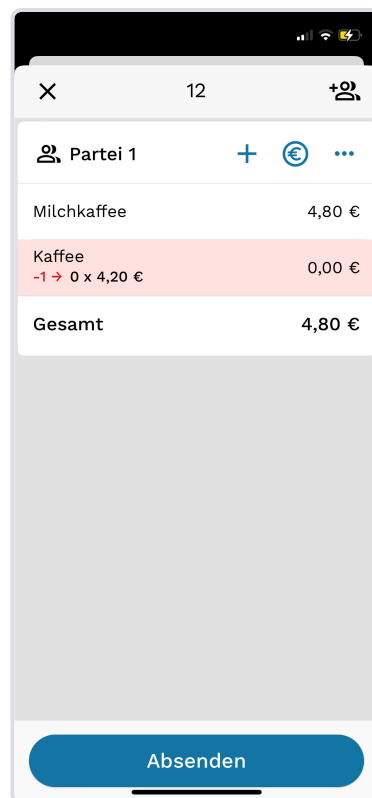 12
Partei 1
Milchkaffee 4,80 €
Kaffee 0,00 €
-1 → 0 x 4,20 €
Gesamt 4,80 €
Absenden